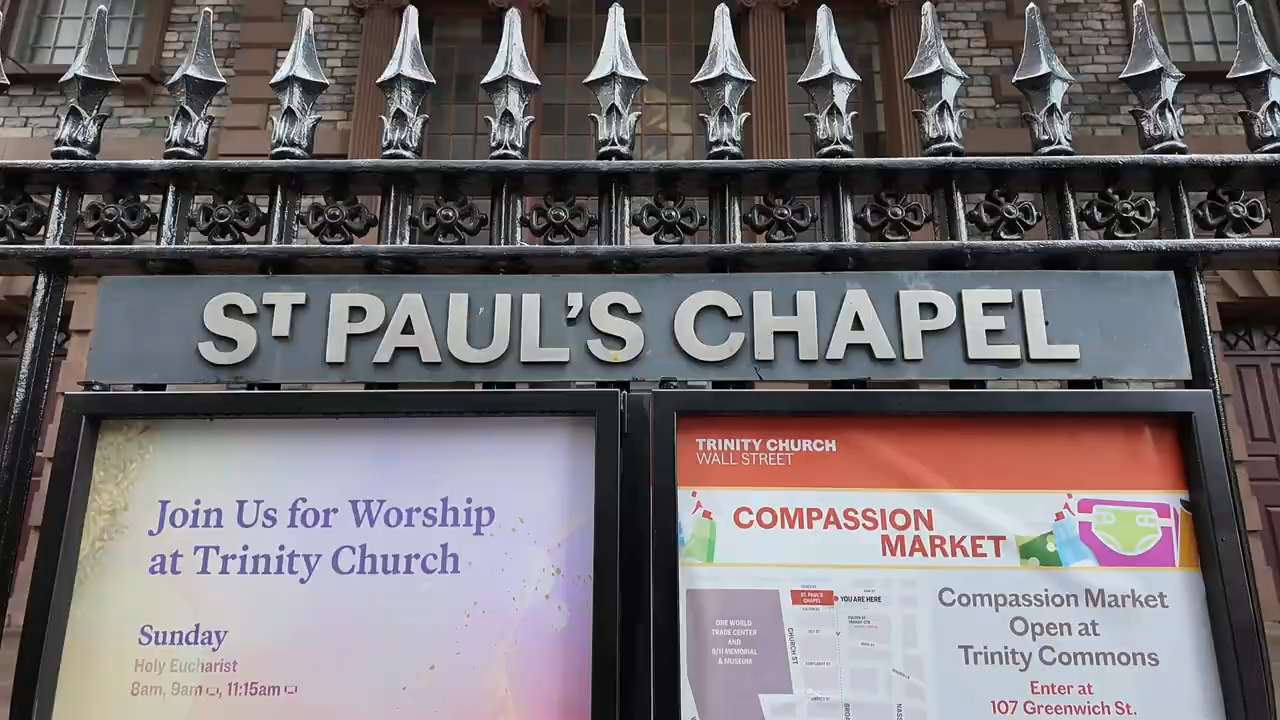 ST PAUL'S CHAPEL
Join Us for Worship
at Trinity Church
Sunday
Holy Eucharist
8am, 9am, 11:15am
TRINITY CHURCH
WALL STREET
COMPASSION
MARKET
ST. PAUL'S
CHAPEL
YOU ARE HERE
ONE WORLD
TRADE CENTER
AND
9/11 MEMORIAL
& MUSEUM
CHURCH ST
Compassion Market
Open at
Trinity Commons
Enter at
107 Greenwich St.